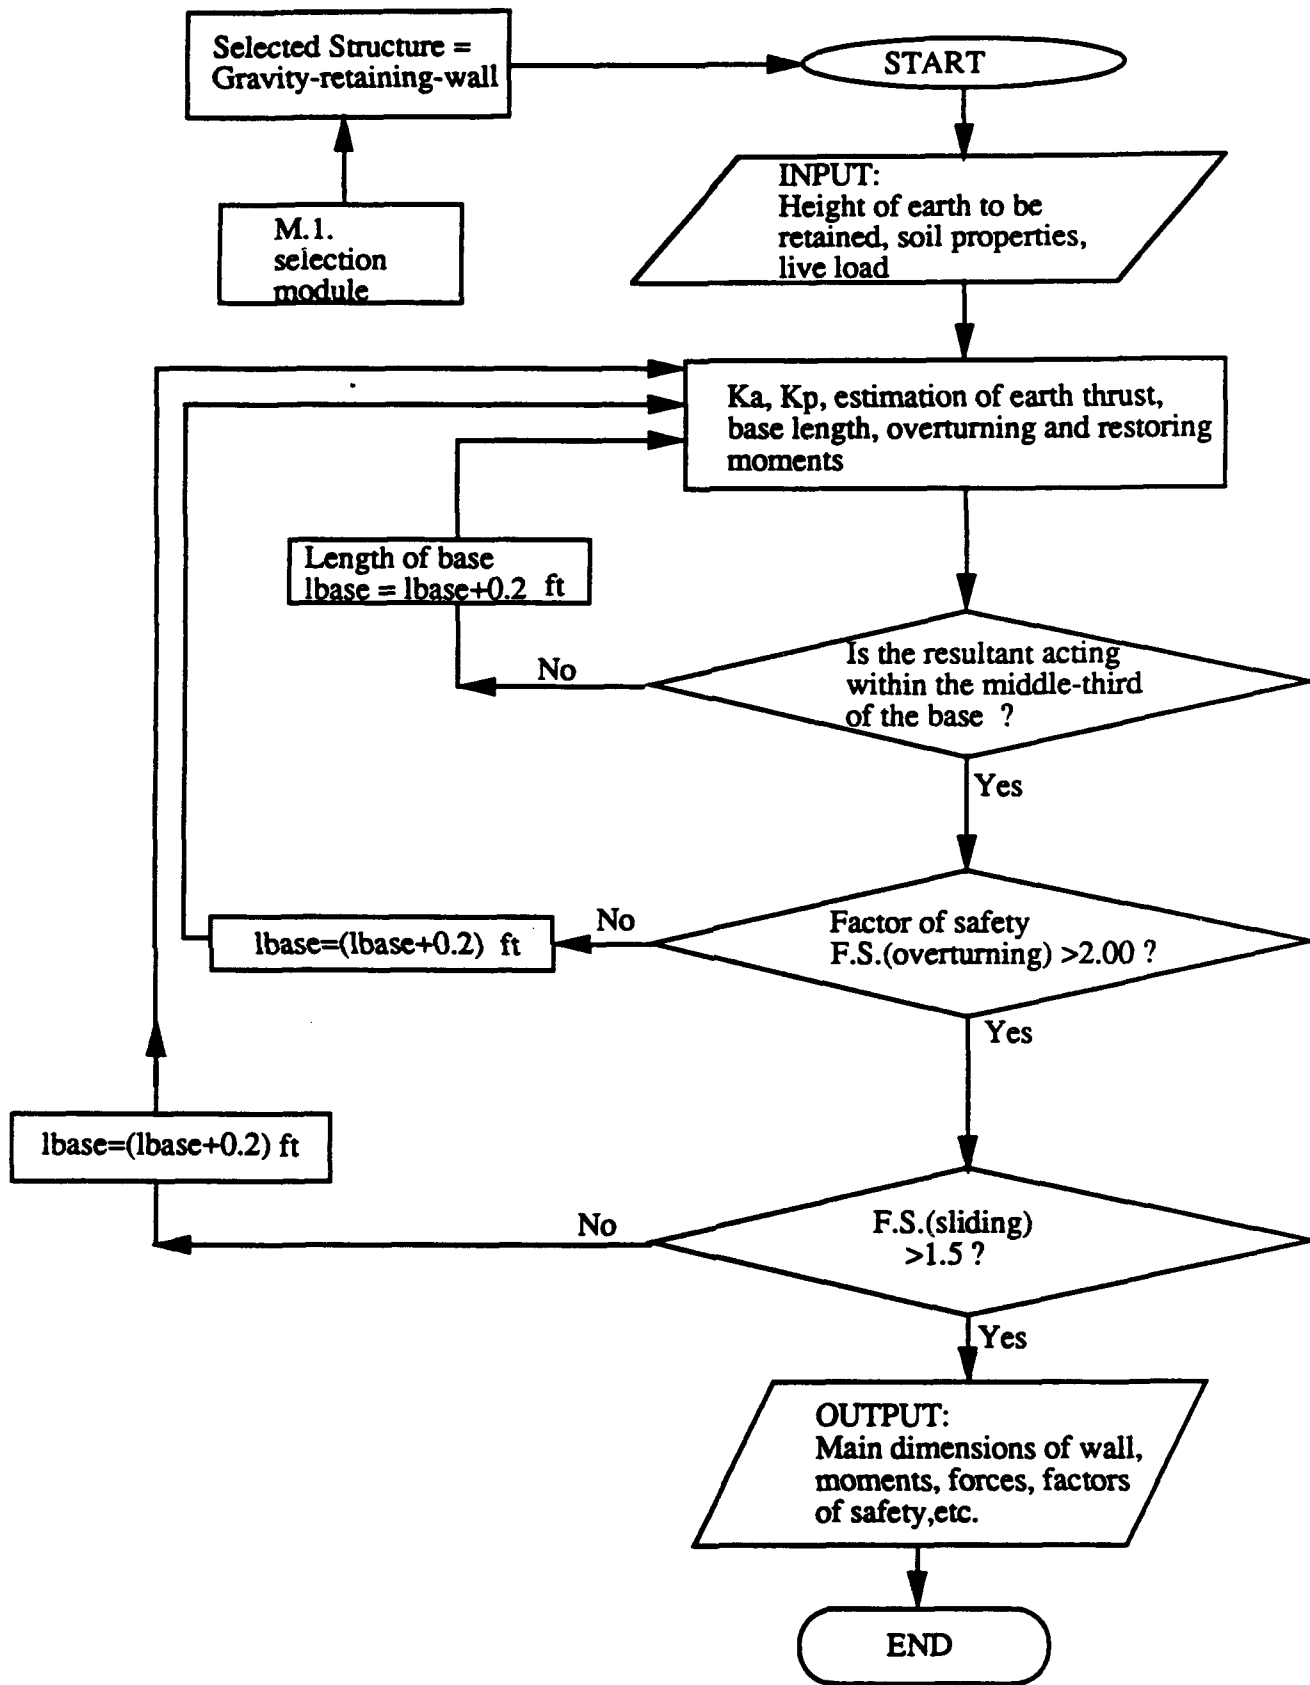 Selected Structure =
Gravity-retaining-wall
START
M.1.
selection
module
INPUT:
Height of earth to be
retained, soil properties,
live load
Ka, Kp, estimation of earth thrust,
base length, overturning and restoring
moments
Length of base
lbase = lbase+0.2 ft
No
Is the resultant acting
within the middle-third
of the base ?
Yes
lbase=(lbase+0.2) ft
No
Factor of safety
F.S.(overturning) >2.00 ?
Yes
lbase=(lbase+0.2) ft
No
F.S.(sliding)
>1.5 ?
Yes
OUTPUT:
Main dimensions of wall,
moments, forces, factors
of safety,etc.
END